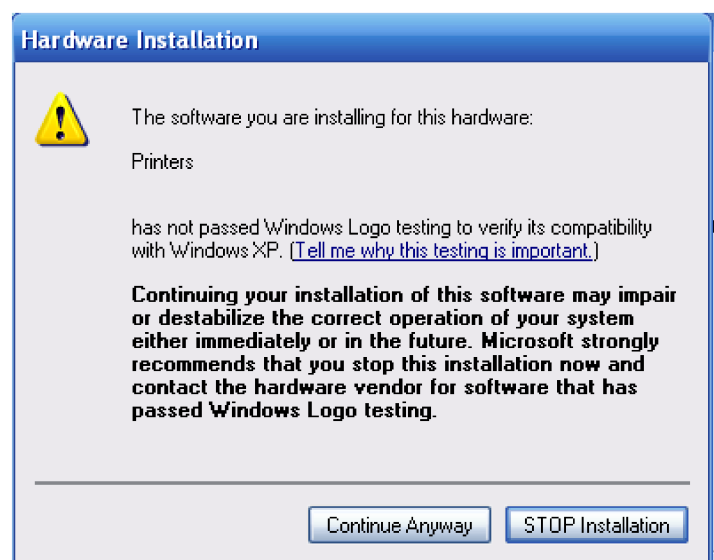 Hardware Installation
The software you are installing for this hardware:
Printers
has not passed Windows Logo testing to verify its compatibility
with Windows XP. (Tell me why this testing is important.)
Continuing your installation of this software may impair
or destabilize the correct operation of your system
either immediately or in the future. Microsoft strongly
recommends that you stop this installation now and
contact the hardware vendor for software that has
passed Windows Logo testing.
Continue Anyway
STOP Installation